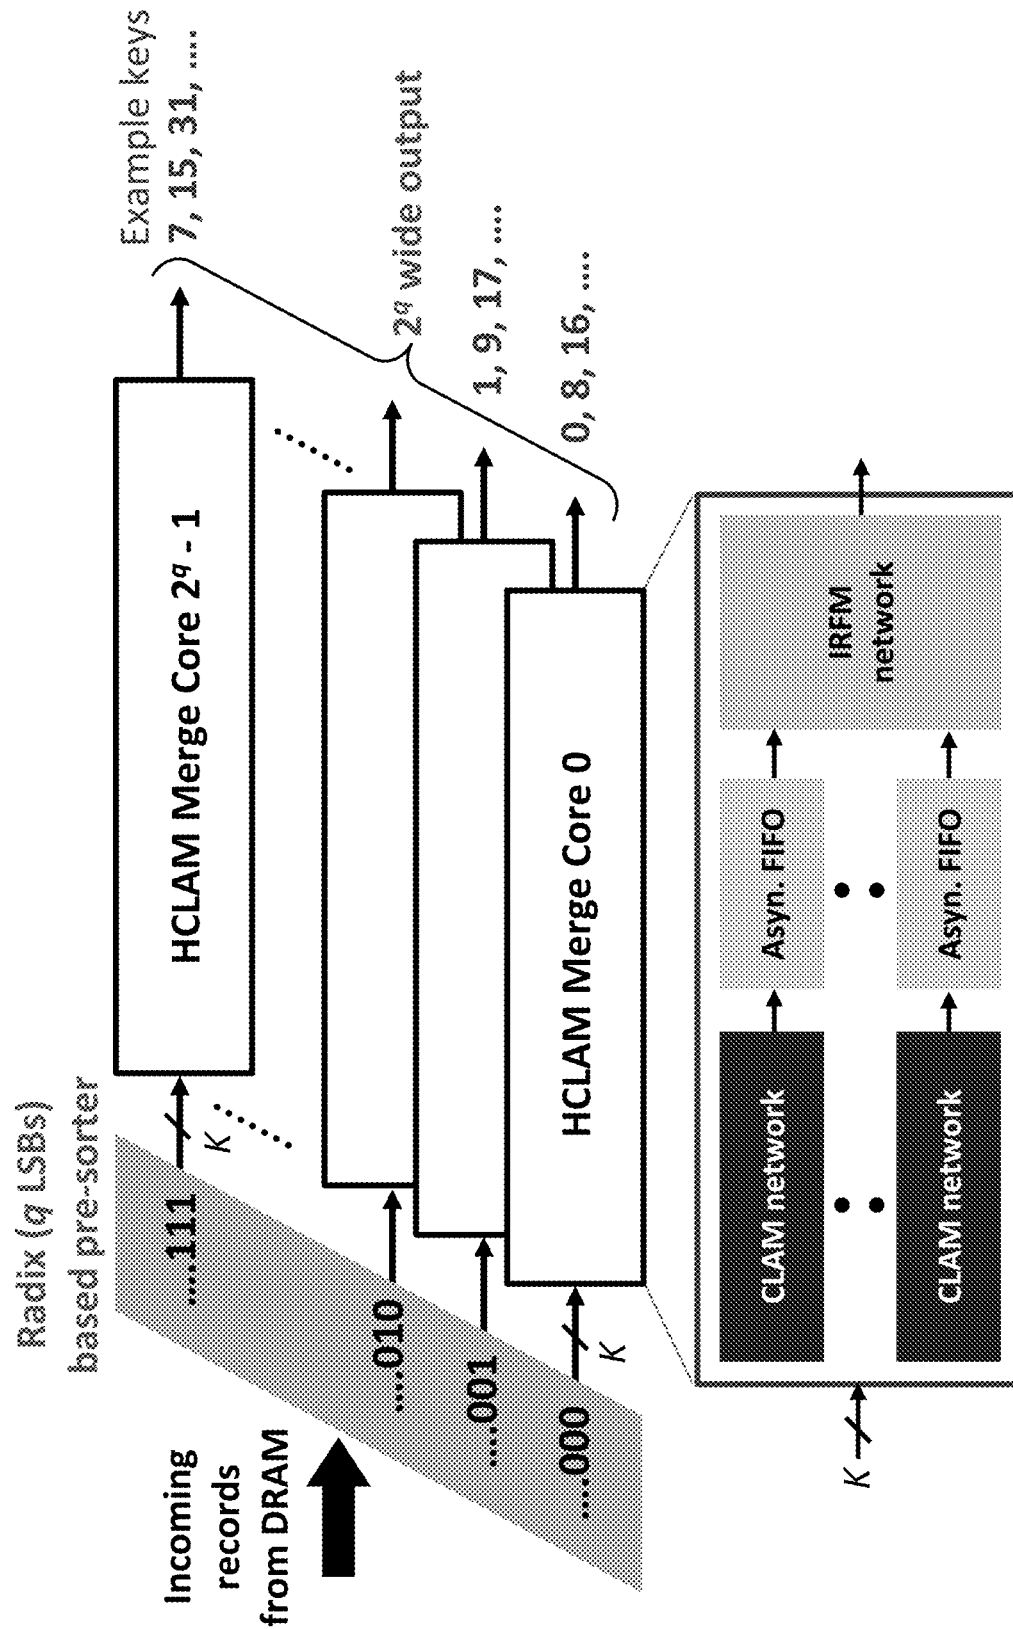 Radix (q LSBs)
based pre-sorter
Incoming
records
from DRAM
.....111
....010
....001
....000
K
K
HCLAM Merge Core 2^q - 1
HCLAM Merge Core 0
Example keys
7, 15, 31, ....
2^q wide output
1, 9, 17, ....
0, 8, 16, ....
K
CLAM network
CLAM network
Asyn. FIFO
Asyn. FIFO
IRFM
network